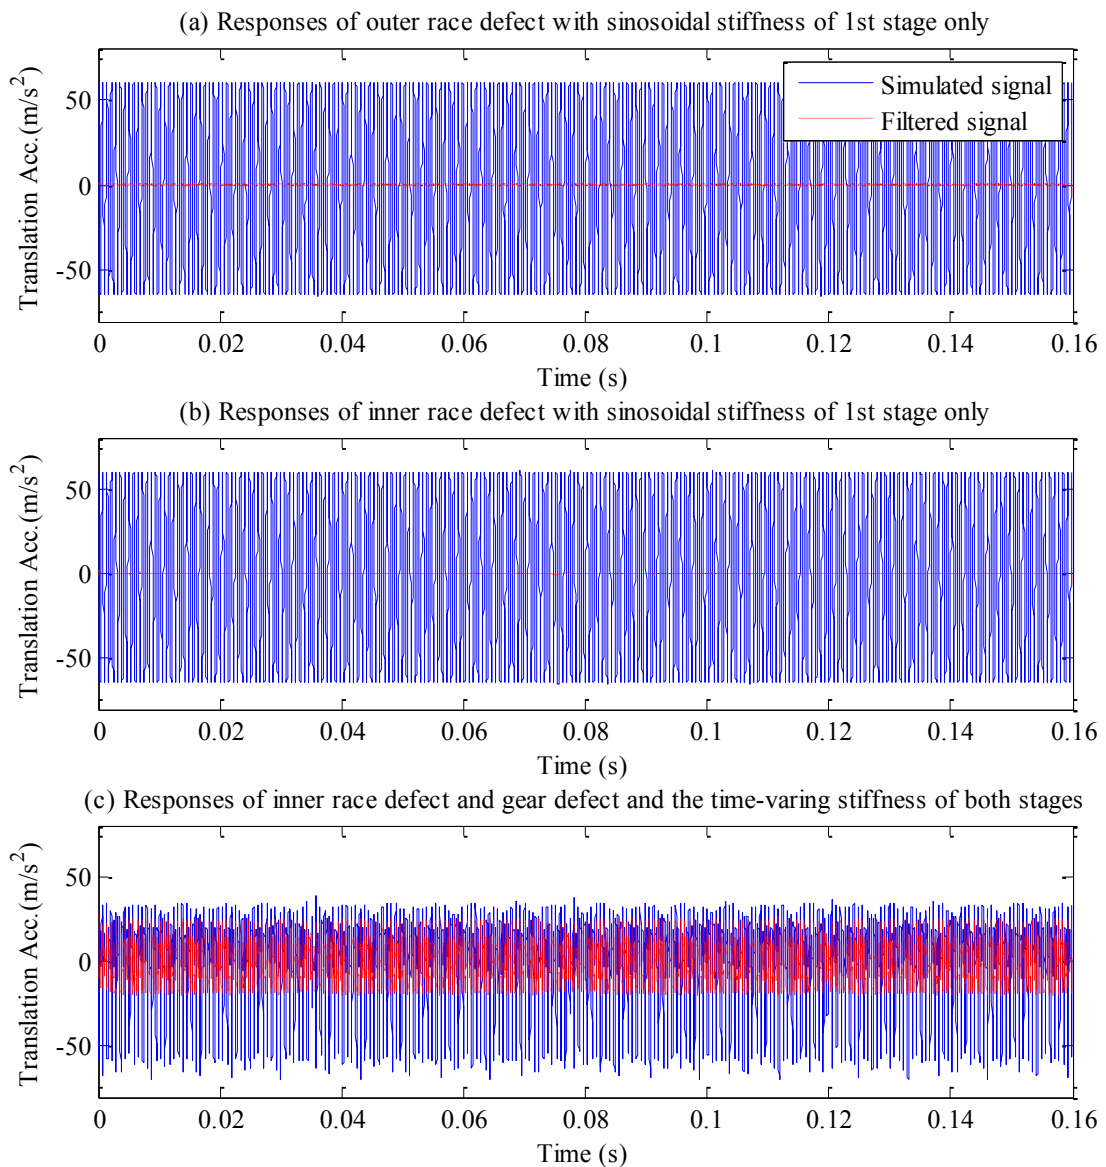 (a) Responses of outer race defect with sinosoidal stiffness of 1st stage only
Translation Acc.(m/s²)
50
0
-50
Simulated signal
Filtered signal
0 0.02 0.04 0.06 0.08 0.1 0.12 0.14 0.16
Time (s)
(b) Responses of inner race defect with sinosoidal stiffness of 1st stage only
Translation Acc.(m/s²)
50
0
-50
0 0.02 0.04 0.06 0.08 0.1 0.12 0.14 0.16
Time (s)
(c) Responses of inner race defect and gear defect and the time-varing stiffness of both stages
Translation Acc.(m/s²)
50
0
-50
0 0.02 0.04 0.06 0.08 0.1 0.12 0.14 0.16
Time (s)